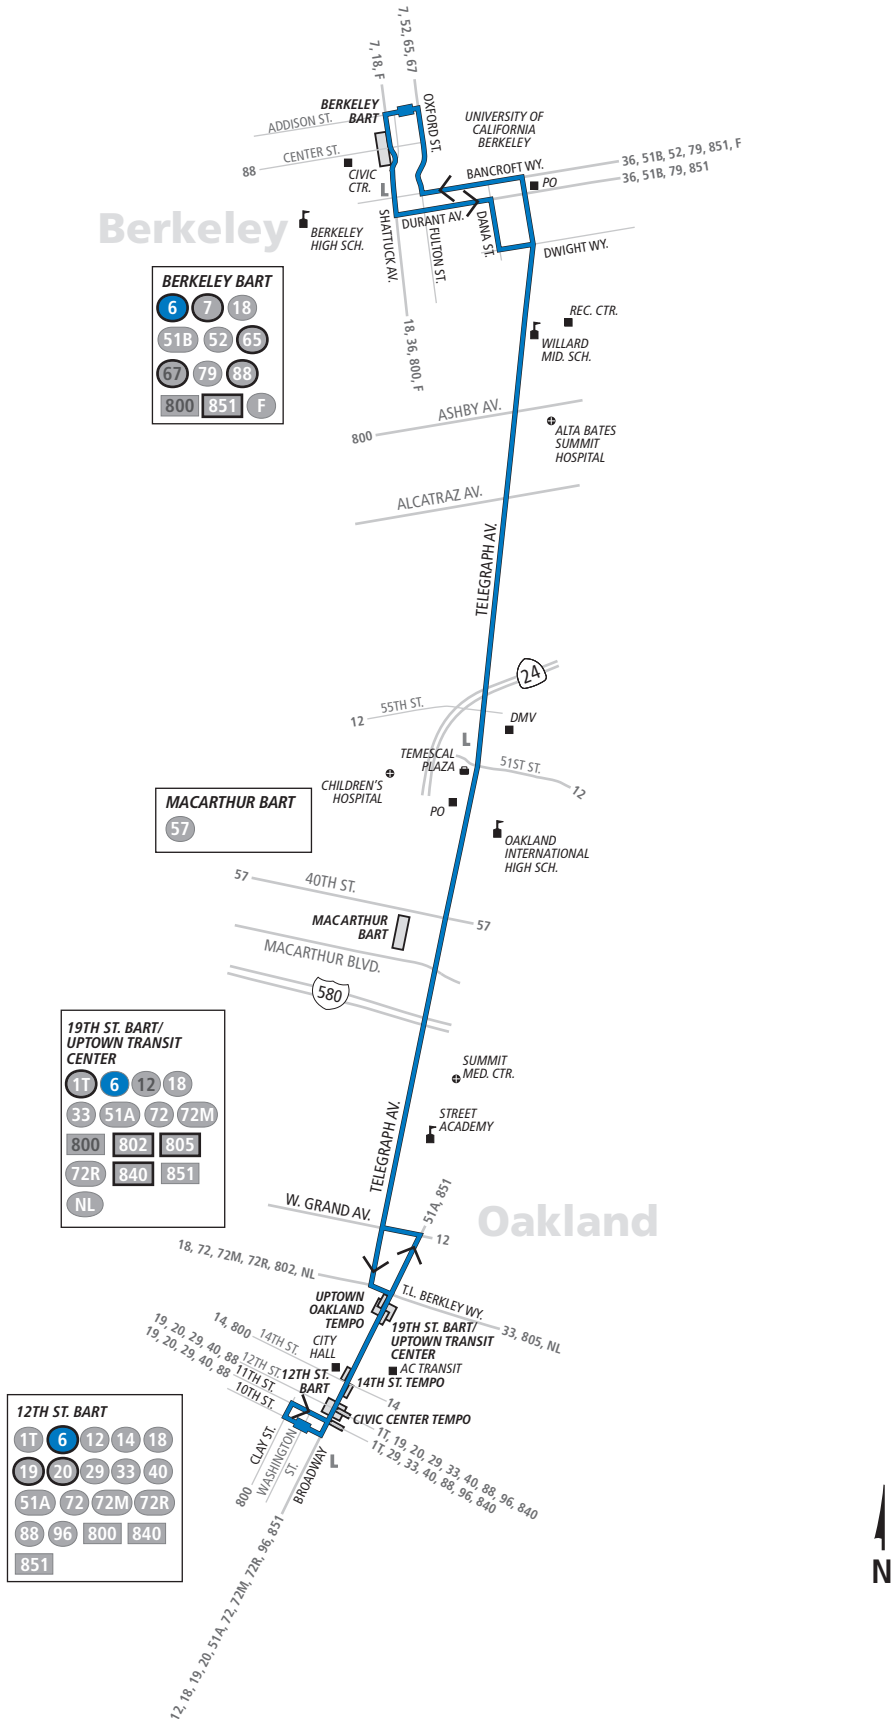 7, 52, 65, 67
7, 18, F
BERKELEY
BART
OXFORD ST.
UNIVERSITY OF
CALIFORNIA
BERKELEY
ADDISON ST.
CENTER ST.
88
CIVIC
CTR.
L
BANCROFT WY.
36, 51B, 52, 79, 851, F
36, 51B, 79, 851
PO
Berkeley
BERKELEY
HIGH SCH.
SHATTUCK AV.
DURANT AV.
FULTON ST.
DANA ST.
DWIGHT WY.
BERKELEY BART
6 7 18
51B 52 65
67 79 88
800 851 F
18, 36, 800, F
REC. CTR.
WILLARD
MID. SCH.
ASHBY AV.
800
ALTA BATES
SUMMIT
HOSPITAL
ALCATRAZ AV.
TELEGRAPH AV.
24
55TH ST.
12
DMV
L
TEMESCAL
PLAZA
51ST ST.
12
CHILDREN'S
HOSPITAL
PO
MACARTHUR BART
57
OAKLAND
INTERNATIONAL
HIGH SCH.
57
40TH ST.
57
MACARTHUR
BART
MACARTHUR BLVD.
580
19TH ST. BART/
UPTOWN TRANSIT
CENTER
1T 6 12 18
33 51A 72 72M
800 802 805
72R 840 851
NL
SUMMIT
MED. CTR.
STREET
ACADEMY
TELEGRAPH AV.
W. GRAND AV.
51A, 851
12
Oakland
18, 72, 72M, 72R, 802, NL
T.L. BERKLEY WY.
33, 805, NL
UPTOWN
OAKLAND
TEMPO
19TH ST. BART/
UPTOWN TRANSIT
CENTER
14, 800
14TH ST.
CITY
HALL
AC TRANSIT
14TH ST. TEMPO
14
19, 20, 29, 40, 88
12TH ST.
19, 20, 29, 40, 88
11TH ST.
10TH ST.
12TH ST.
BART
CIVIC CENTER TEMPO
1T, 19, 20, 29, 33, 40, 88, 96, 840
1T, 29, 33, 40, 88, 96, 840
CLAY ST.
WASHINGTON
ST.
BROADWAY
L
800
12, 18, 19, 20, 51A, 72, 72M, 72R, 96, 851
12TH ST. BART
1T 6 12 14 18
19 20 29 33 40
51A 72 72M 72R
88 96 800 840
851
N